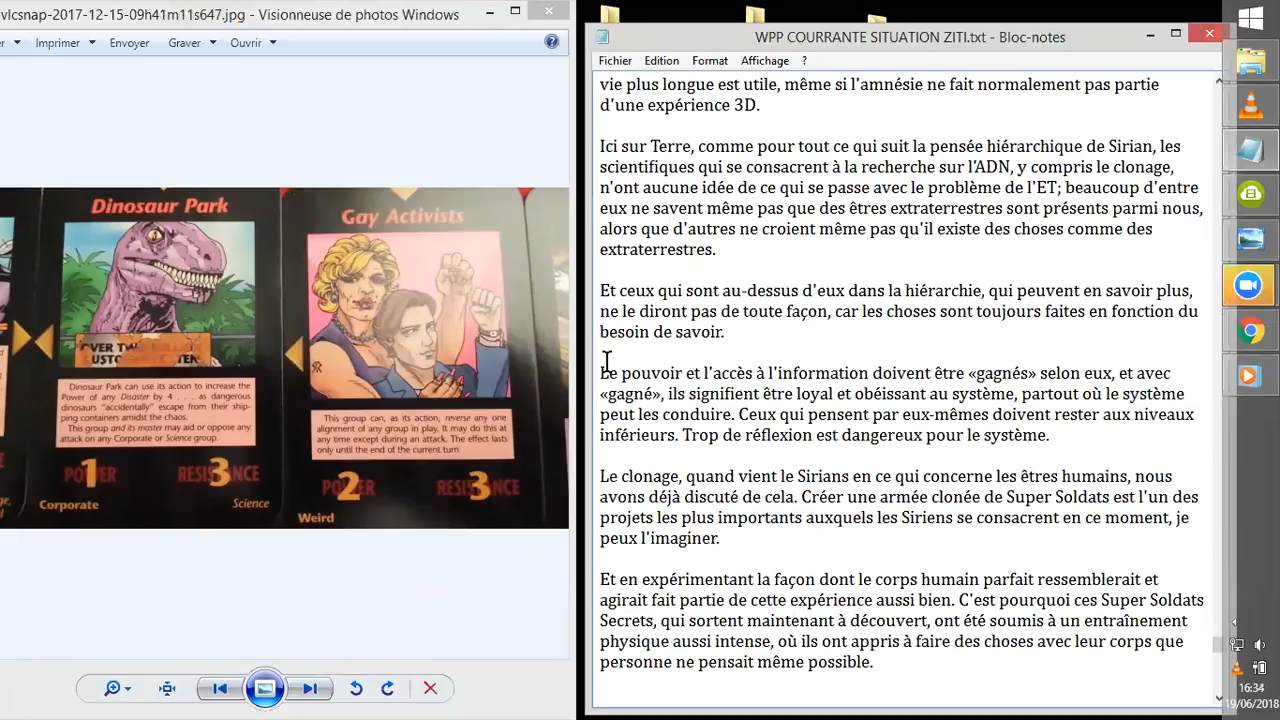 vlcsnap-2017-12-15-09h41m11s647.jpg - Visionneuse de photos Windows
Imprimer Envoyer Graver Ouvrir
Dinosaur Park
OVER TWO MILLION
CUSTOMERS EATEN
Dinosaur Park can use its action to increase the
Power of any Disaster by 4 . . . as dangerous
dinosaurs "accidentally" escape from their ship-
ping containers amidst the chaos.
This group and its master may aid or oppose any
attack on any Corporate or Science group.
POWER 1 RESISTANCE 3
Corporate Science
Gay Activists
This group can, as its action, reverse any one
alignment of any group in play. It may do this at
any time except during an attack. The effect lasts
only until the end of the current turn
POWER 2 RESISTANCE 3
Weird
WPP COURRANTE SITUATION ZITI.txt - Bloc-notes
Fichier Edition Format Affichage ?
vie plus longue est utile, même si l'amnésie ne fait normalement pas partie
d'une expérience 3D.
Ici sur Terre, comme pour tout ce qui suit la pensée hiérarchique de Sirian, les
scientifiques qui se consacrent à la recherche sur l'ADN, y compris le clonage,
n'ont aucune idée de ce qui se passe avec le problème de l'ET; beaucoup d'entre
eux ne savent même pas que des êtres extraterrestres sont présents parmi nous,
alors que d'autres ne croient même pas qu'il existe des choses comme des
extraterrestres.
Et ceux qui sont au-dessus d'eux dans la hiérarchie, qui peuvent en savoir plus,
ne le diront pas de toute façon, car les choses sont toujours faites en fonction du
besoin de savoir.
Le pouvoir et l'accès à l'information doivent être «gagnés» selon eux, et avec
«gagné», ils signifient être loyal et obéissant au système, partout où le système
peut les conduire. Ceux qui pensent par eux-mêmes doivent rester aux niveaux
inférieurs. Trop de réflexion est dangereux pour le système.
Le clonage, quand vient le Sirians en ce qui concerne les êtres humains, nous
avons déjà discuté de cela. Créer une armée clonée de Super Soldats est l'un des
projets les plus importants auxquels les Siriens se consacrent en ce moment, je
peux l'imaginer.
Et en expérimentant la façon dont le corps humain parfait ressemblerait et
agirait fait partie de cette expérience aussi bien. C'est pourquoi ces Super Soldats
Secrets, qui sortent maintenant à découvert, ont été soumis à un entraînement
physique aussi intense, où ils ont appris à faire des choses avec leur corps que
personne ne pensait même possible.
16:34
19/06/2018